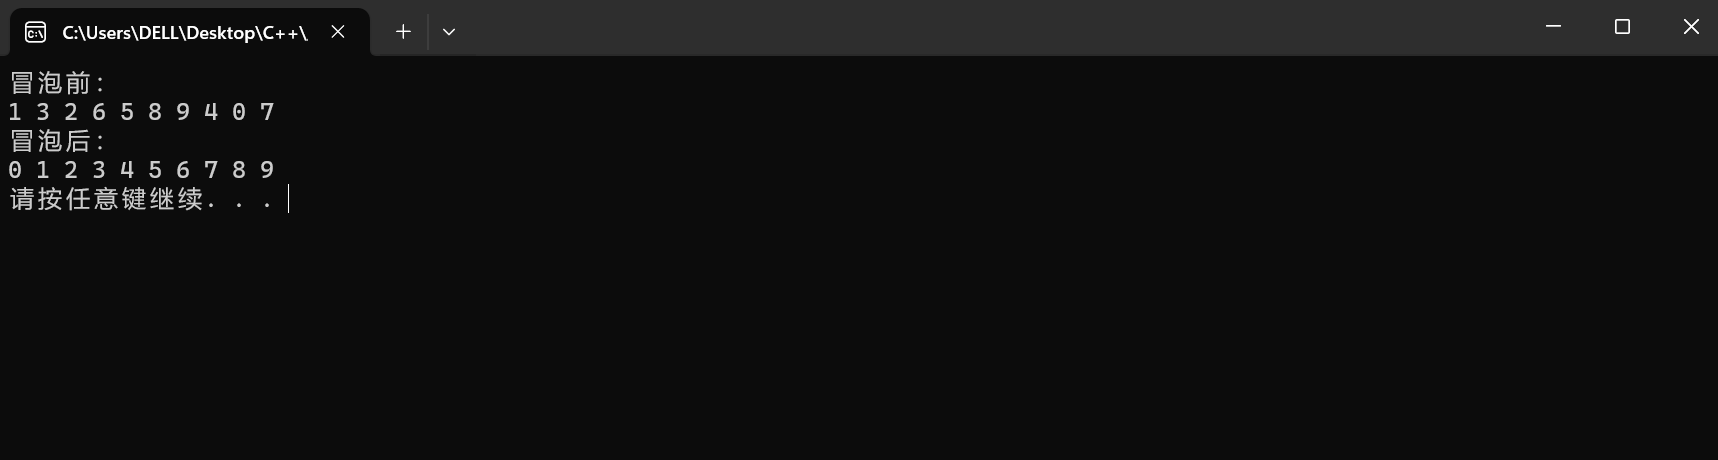 C:\Users\DELL\Desktop\C++\
冒泡前：
1 3 2 6 5 8 9 4 0 7
冒泡后：
0 1 2 3 4 5 6 7 8 9
请按任意键继续. . .